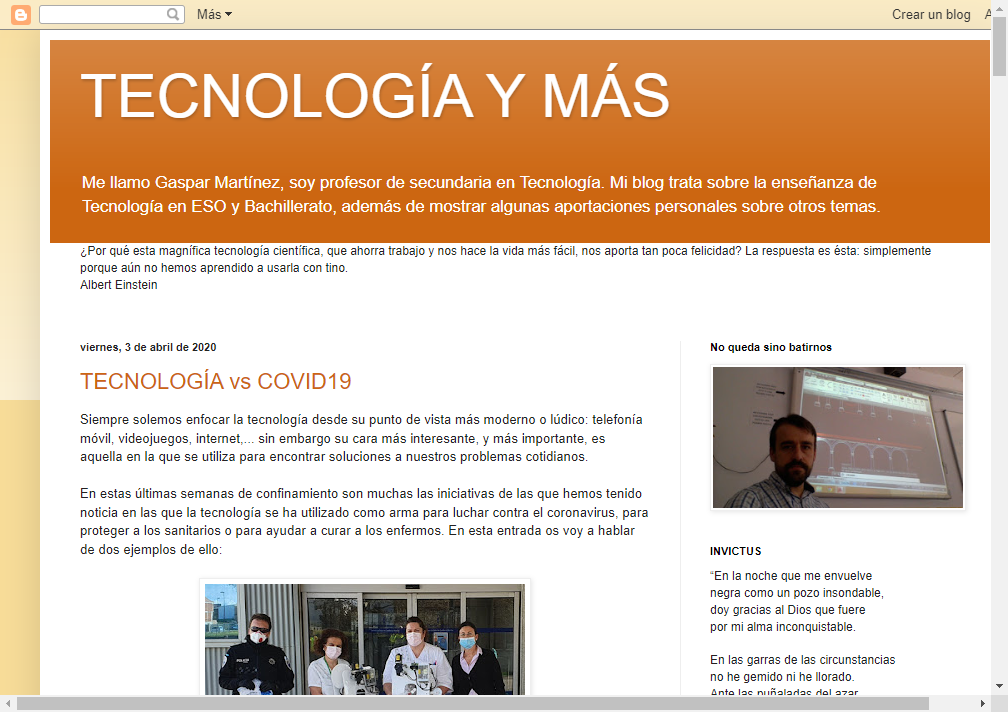 Más
Crear un blog
TECNOLOGÍA Y MÁS
Me llamo Gaspar Martínez, soy profesor de secundaria en Tecnología. Mi blog trata sobre la enseñanza de
Tecnología en ESO y Bachillerato, además de mostrar algunas aportaciones personales sobre otros temas.
¿Por qué esta magnífica tecnología científica, que ahorra trabajo y nos hace la vida más fácil, nos aporta tan poca felicidad? La respuesta es ésta: simplemente
porque aún no hemos aprendido a usarla con tino.
Albert Einstein
viernes, 3 de abril de 2020
TECNOLOGÍA vs COVID19
Siempre solemos enfocar la tecnología desde su punto de vista más moderno o lúdico: telefonía
móvil, videojuegos, internet,... sin embargo su cara más interesante, y más importante, es
aquella en la que se utiliza para encontrar soluciones a nuestros problemas cotidianos.
En estas últimas semanas de confinamiento son muchas las iniciativas de las que hemos tenido
noticia en las que la tecnología se ha utilizado como arma para luchar contra el coronavirus, para
proteger a los sanitarios o para ayudar a curar a los enfermos. En esta entrada os voy a hablar
de dos ejemplos de ello:
No queda sino batirnos
INVICTUS
“En la noche que me envuelve
negra como un pozo insondable,
doy gracias al Dios que fuere
por mi alma inconquistable.
En las garras de las circunstancias
no he gemido ni he llorado.
Ante las puñaladas del azar